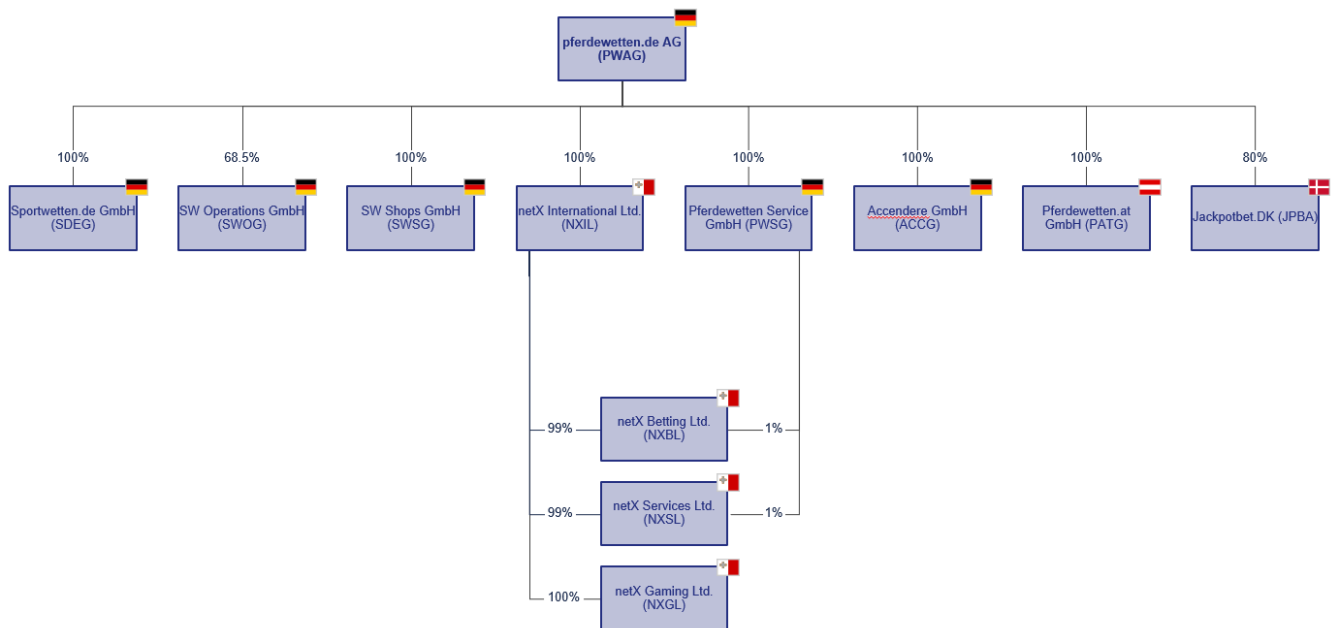 pferdewetten.de AG
(PWAG)
100%
68.5%
100%
100%
100%
100%
100%
80%
Sportwetten.de GmbH
(SDEG)
SW Operations GmbH
(SWOG)
SW Shops GmbH
(SWSG)
netX International Ltd.
(NXIL)
Pferdewetten Service
GmbH (PWSG)
Accendere GmbH
(ACCG)
Pferdewetten.at
GmbH (PATG)
Jackpotbet.DK (JPBA)
99%
netX Betting Ltd.
(NXBL)
1%
99%
netX Services Ltd.
(NXSL)
1%
100%
netX Gaming Ltd.
(NXGL)